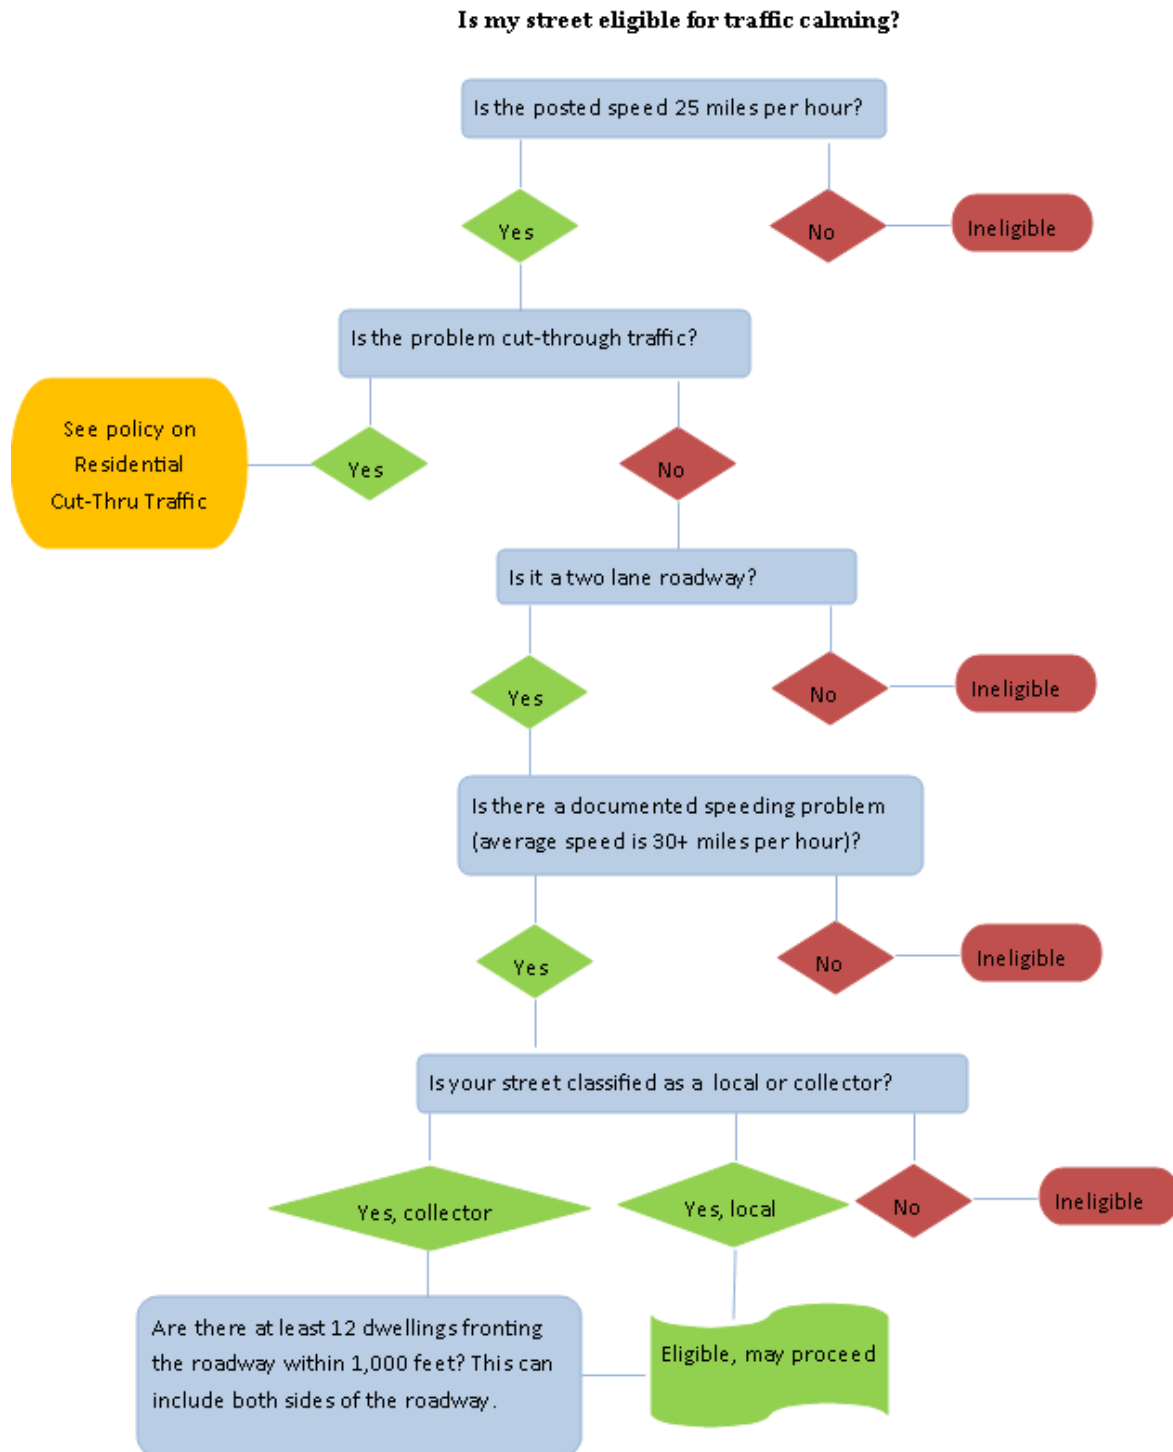 Is my street eligible for traffic calming?
Is the posted speed 25 miles per hour?
Yes
No
Ineligible
Is the problem cut-through traffic?
See policy on
Residential
Cut-Thru Traffic
Yes
No
Is it a two lane roadway?
Yes
No
Ineligible
Is there a documented speeding problem
(average speed is 30+ miles per hour)?
Yes
No
Ineligible
Is your street classified as a local or collector?
Yes, collector
Yes, local
No
Ineligible
Are there at least 12 dwellings fronting
the roadway within 1,000 feet? This can
include both sides of the roadway.
Eligible, may proceed